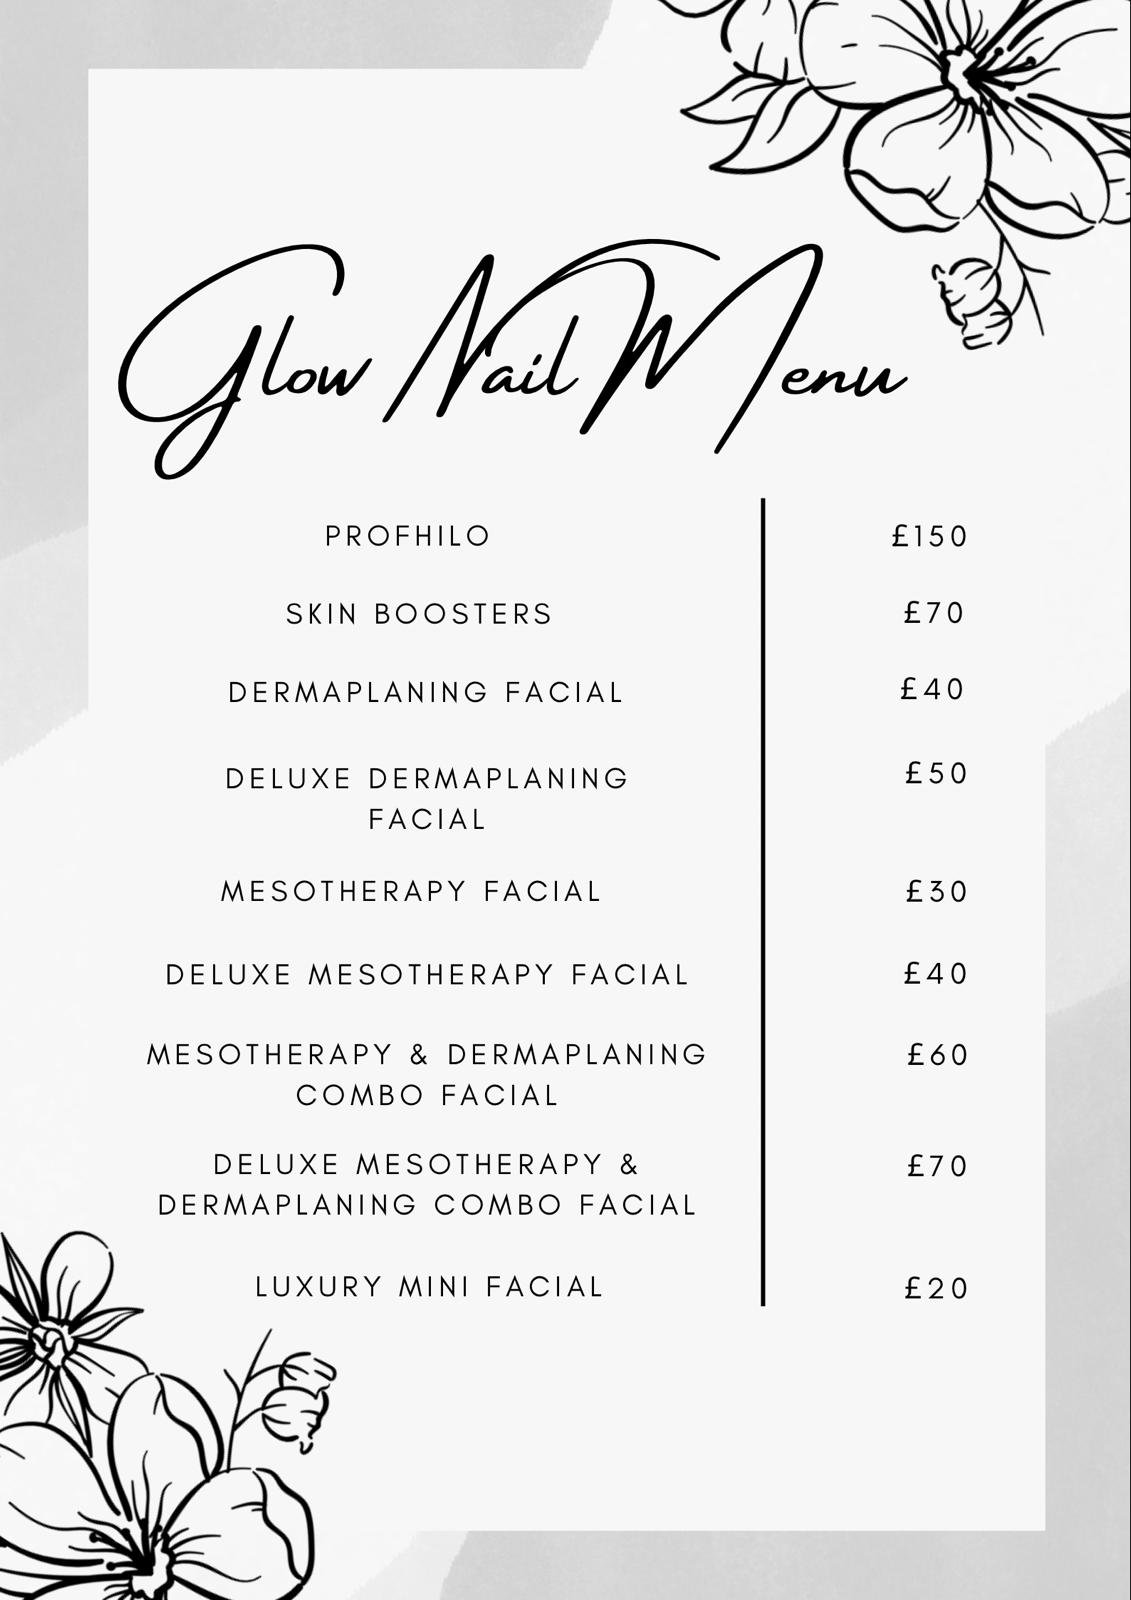 Glow Nail Menu
PROFHILO £150
SKIN BOOSTERS £70
DERMAPLANING FACIAL £40
DELUXE DERMAPLANING £50
FACIAL
MESOTHERAPY FACIAL £30
DELUXE MESOTHERAPY FACIAL £40
MESOTHERAPY & DERMAPLANING £60
COMBO FACIAL
DELUXE MESOTHERAPY & £70
DERMAPLANING COMBO FACIAL
LUXURY MINI FACIAL £20